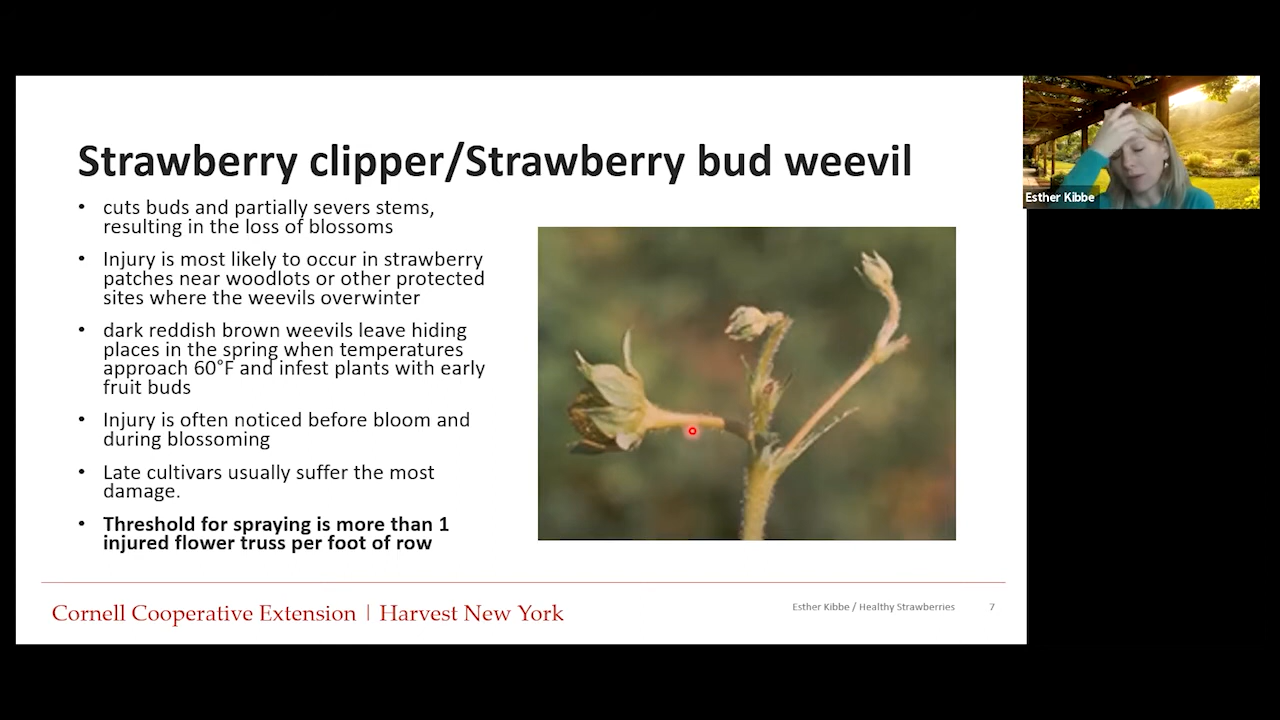 Strawberry clipper/Strawberry bud weevil
• cuts buds and partially severs stems,
resulting in the loss of blossoms
• Injury is most likely to occur in strawberry
patches near woodlots or other protected
sites where the weevils overwinter
• dark reddish brown weevils leave hiding
places in the spring when temperatures
approach 60°F and infest plants with early
fruit buds
• Injury is often noticed before bloom and
during blossoming
• Late cultivars usually suffer the most
damage.
• Threshold for spraying is more than 1
injured flower truss per foot of row
Esther Kibbe
Cornell Cooperative Extension | Harvest New York
Esther Kibbe / Healthy Strawberries
7